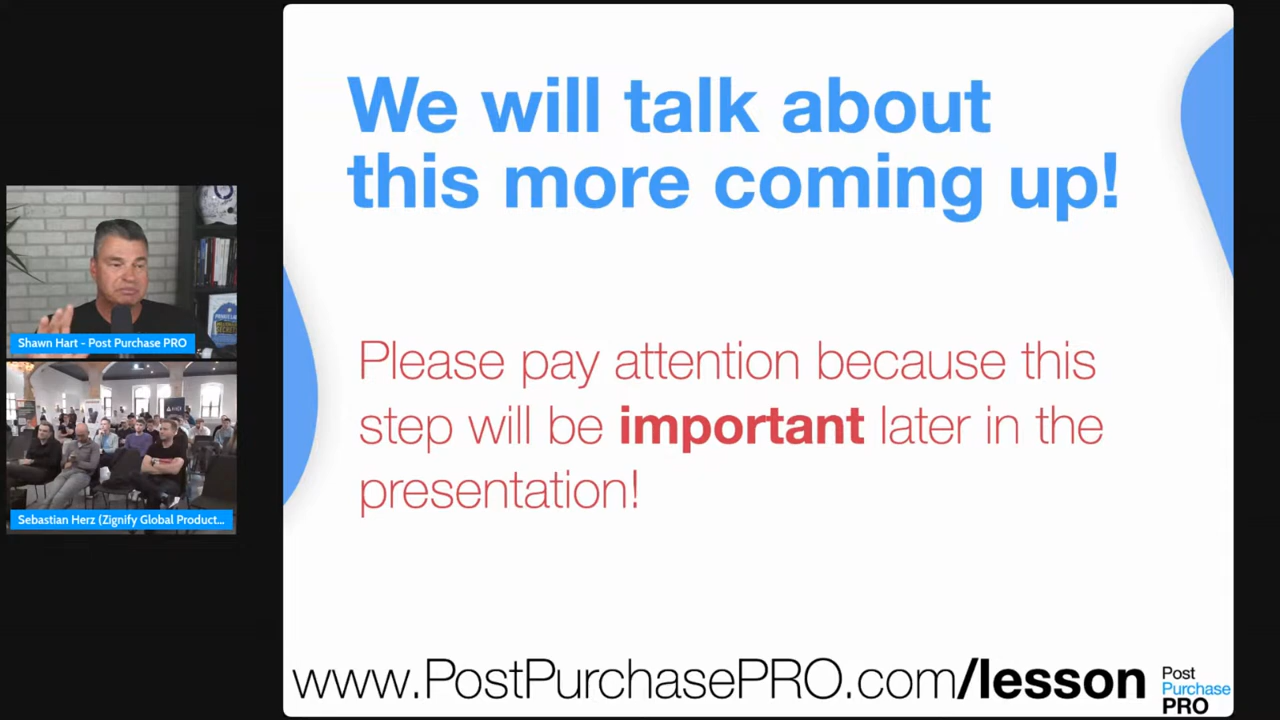 We will talk about
this more coming up!
Please pay attention because this
step will be important later in the
presentation!
www.PostPurchasePRO.com/lesson
Post
Purchase
PRO
Shawn Hart - Post Purchase PRO
Sebastian Herz (Zignify Global Product...